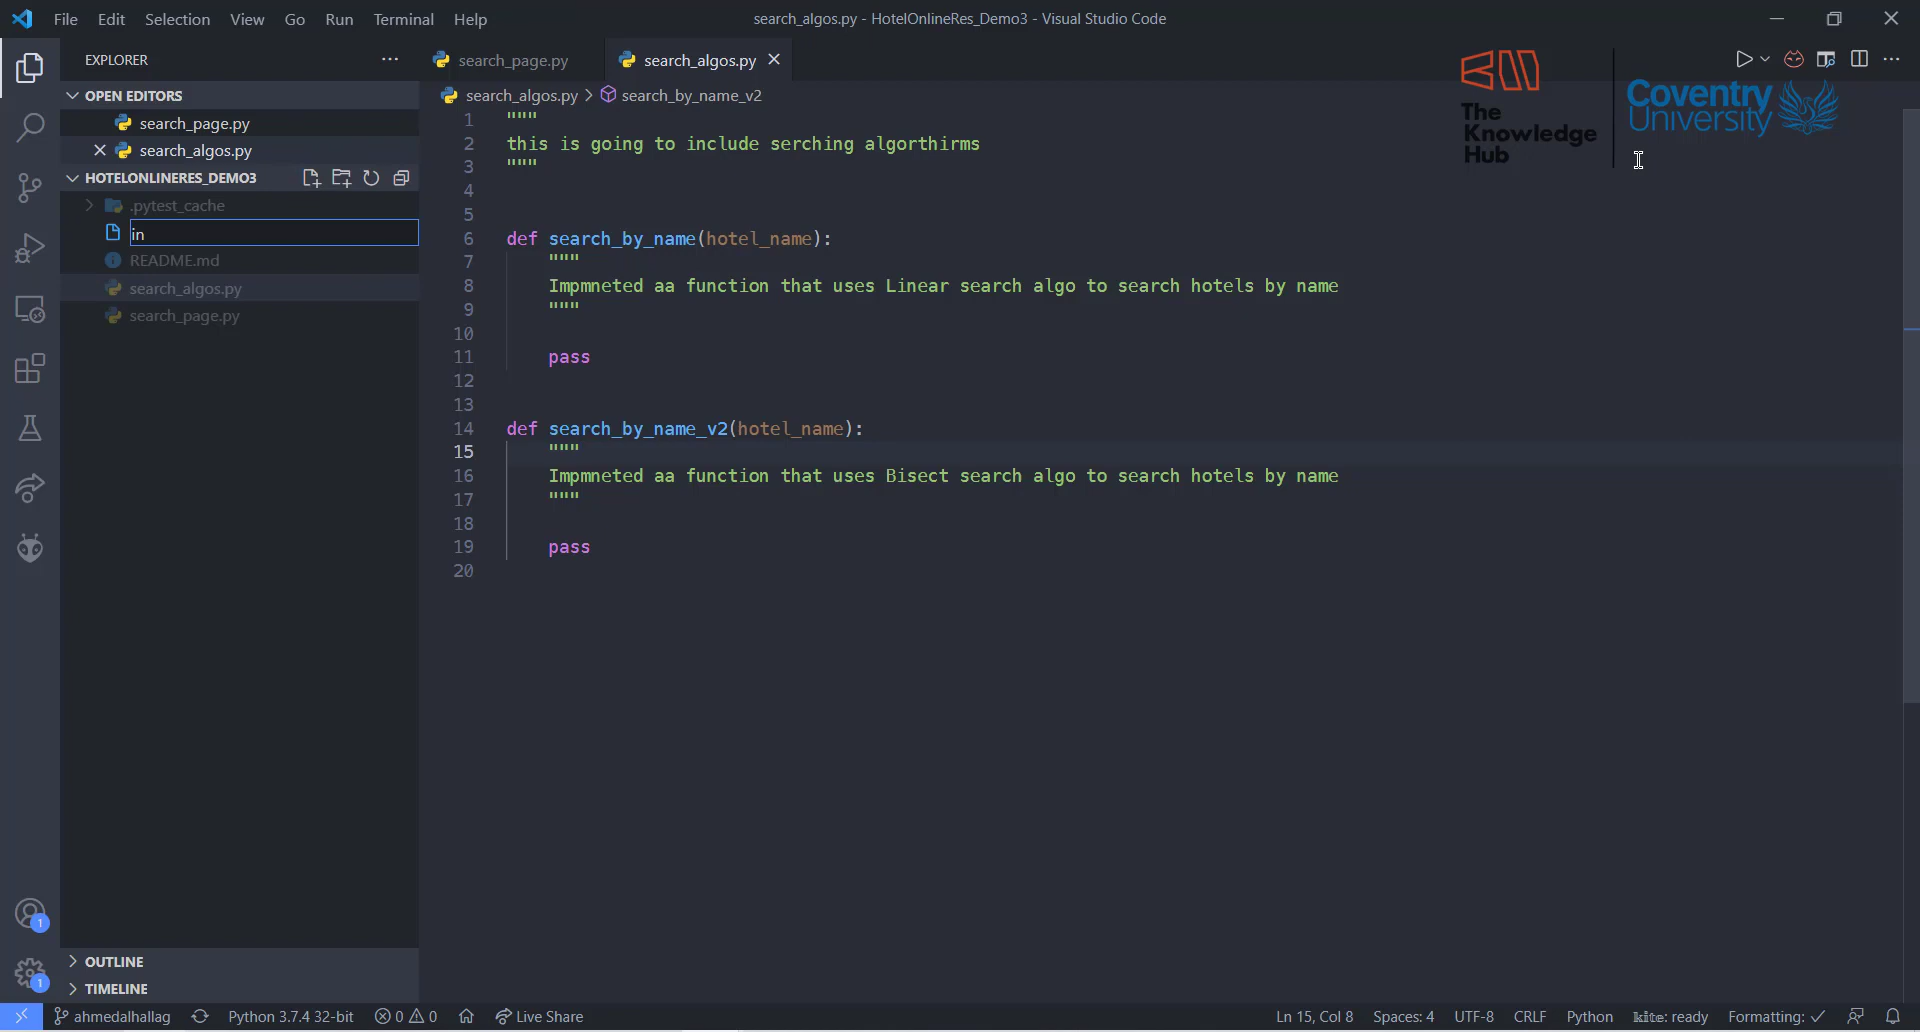 File Edit Selection View Go Run Terminal Help
search_algos.py - HotelOnlineRes_Demo3 - Visual Studio Code
EXPLORER
OPEN EDITORS
search_page.py
search_algos.py
HOTELONLINERES_DEMO3
.pytest_cache
in
README.md
search_algos.py
search_page.py
OUTLINE
TIMELINE
search_page.py
search_algos.py
search_algos.py > search_by_name_v2
The
Knowledge
Hub
Coventry
University
1 """
2 this is going to include serching algorthirms
3 """
4
5
6 def search_by_name(hotel_name):
7 """
8 Impmneted aa function that uses Linear search algo to search hotels by name
9 """
10
11 pass
12
13
14 def search_by_name_v2(hotel_name):
15 """
16 Impmneted aa function that uses Bisect search algo to search hotels by name
17 """
18
19 pass
20
1
1
ahmedalhallag Python 3.7.4 32-bit 0 0 Live Share Ln 15, Col 8 Spaces: 4 UTF-8 CRLF Python kite: ready Formatting: ✓